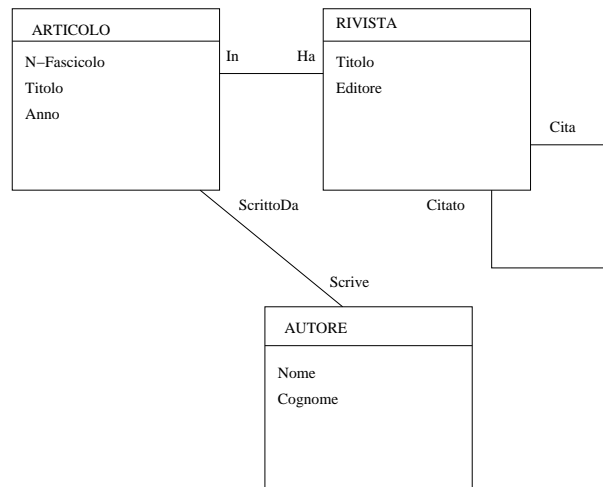 ARTICOLO
N−Fascicolo
Titolo
Anno
In
Ha
RIVISTA
Titolo
Editore
Cita
Citato
ScrittoDa
Scrive
AUTORE
Nome
Cognome